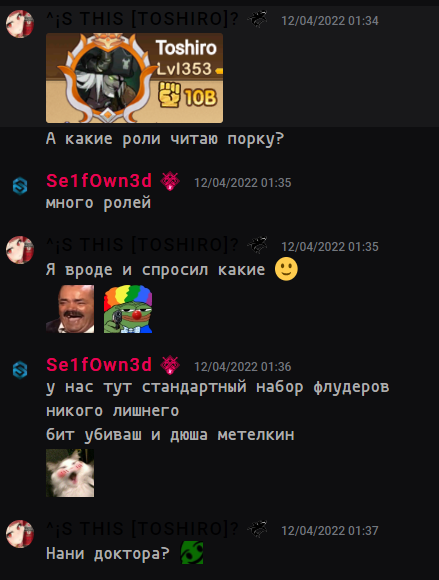 ^¡S THIS [TOSHIRO]? 12/04/2022 01:34
Toshiro
Lvl353
10B
А какие роли читаю порку?
Se1fOwn3d 12/04/2022 01:35
много ролей
^¡S THIS [TOSHIRO]? 12/04/2022 01:35
Я вроде и спросил какие
Se1fOwn3d 12/04/2022 01:36
у нас тут стандартный набор флудеров
никого лишнего
бит убиваш и дюша метелкин
^¡S THIS [TOSHIRO]? 12/04/2022 01:37
Нани доктора?